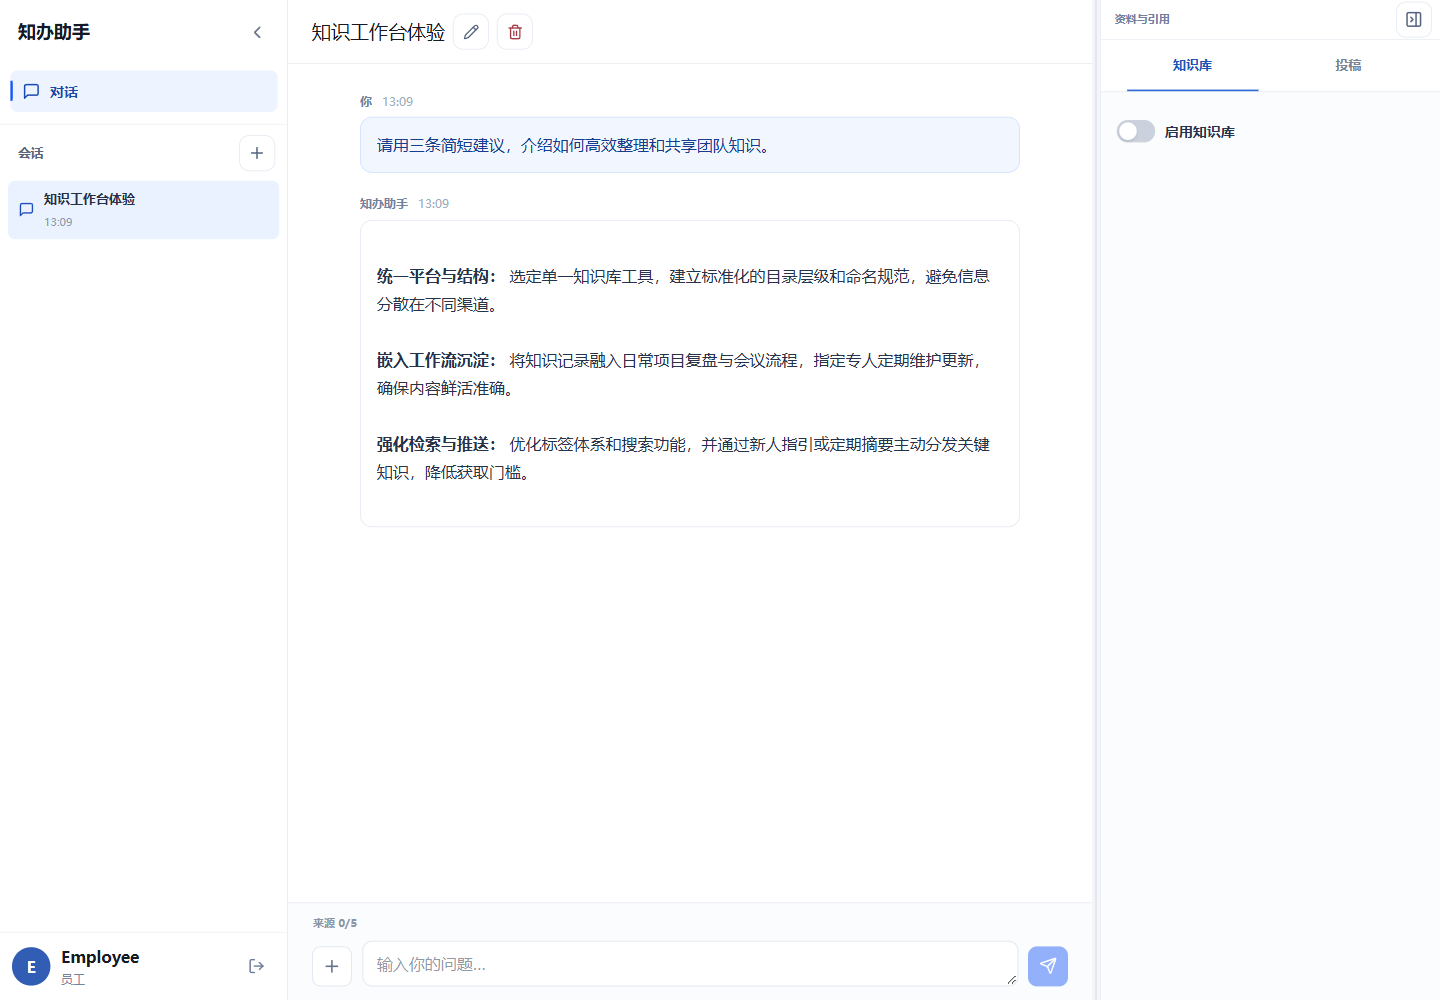 知办助手
对话
会话
知识工作台体验
13:09
Employee
员工
E
知识工作台体验
你 13:09
请用三条简短建议，介绍如何高效整理和共享团队知识。
知办助手 13:09
统一平台与结构： 选定单一知识库工具，建立标准化的目录层级和命名规范，避免信息
分散在不同渠道。
嵌入工作流沉淀： 将知识记录融入日常项目复盘与会议流程，指定专人定期维护更新，
确保内容鲜活准确。
强化检索与推送： 优化标签体系和搜索功能，并通过新人指引或定期摘要主动分发关键
知识，降低获取门槛。
来源 0/5
输入你的问题...
资料与引用
知识库 投稿
启用知识库